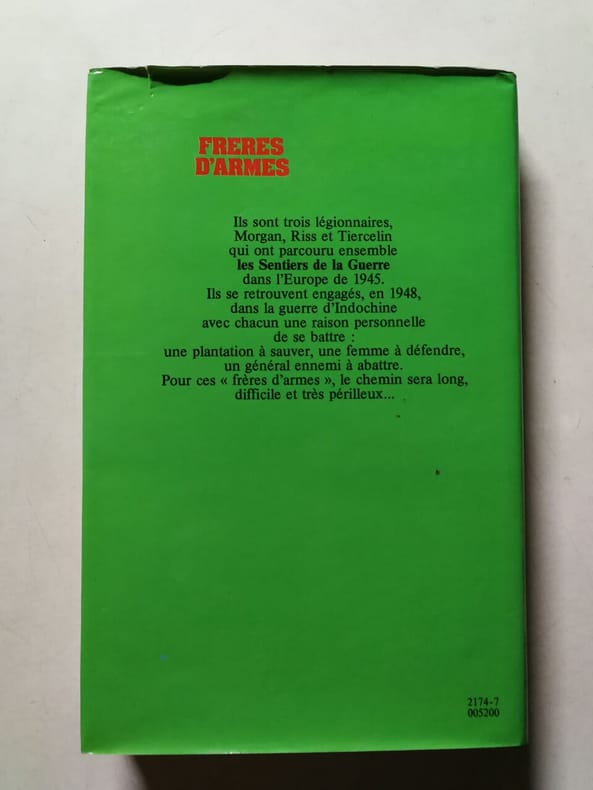 FRERES
D'ARMES
Ils sont trois légionnaires,
Morgan, Riss et Tiercelin
qui ont parcouru ensemble
les Sentiers de la Guerre
dans l'Europe de 1945.
Ils se retrouvent engagés, en 1948,
dans la guerre d'Indochine
avec chacun une raison personnelle
de se battre :
une plantation à sauver, une femme à défendre,
un général ennemi à abattre.
Pour ces « frères d'armes », le chemin sera long,
difficile et très périlleux...
2174-7
005200